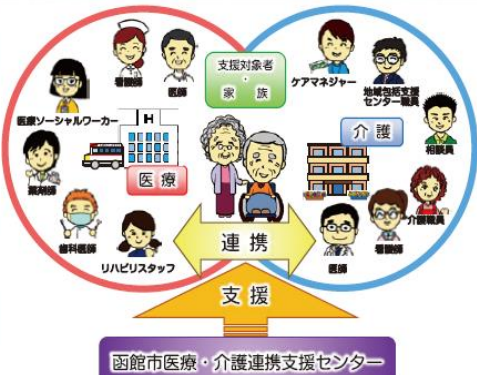 支援対象者
・
家 族
看護師
医師
医療ソーシャルワーカー
H
医 療
薬剤師
歯科医師
リハビリスタッフ
ケアマネジャー
地域包括支援
センター職員
介 護
相談員
介護職員
看護師
医師
連 携
支 援
函館市医療・介護連携支援センター